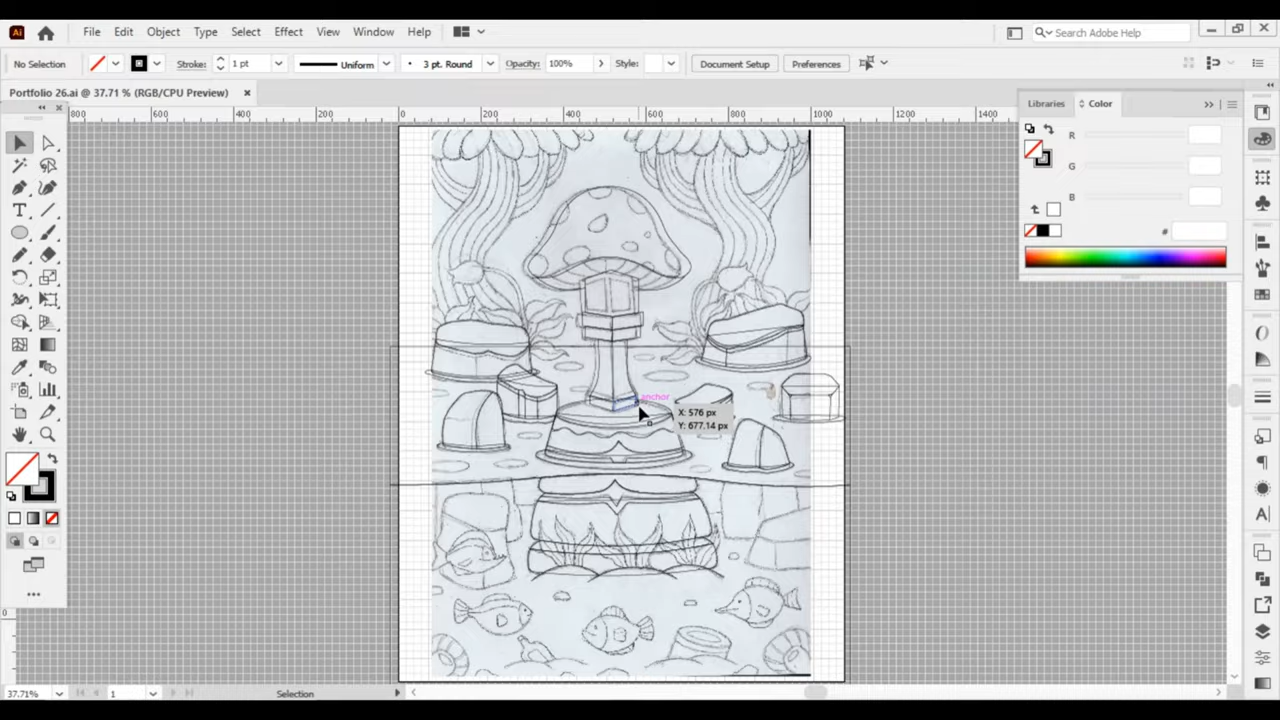 Ai File Edit Object Type Select Effect View Window Help Search Adobe Help
No Selection Stroke: 1 pt Uniform 3 pt. Round Opacity: 100% Style: Document Setup Preferences
Portfolio 26.ai @ 37.71 % (RGB/CPU Preview)
800 600 400 200 0 200 400 600 800 1000 1200 1400
Libraries Color
R
G
B
#
anchor
X: 576 px
Y: 677.14 px
0
37.71% 1 Selection